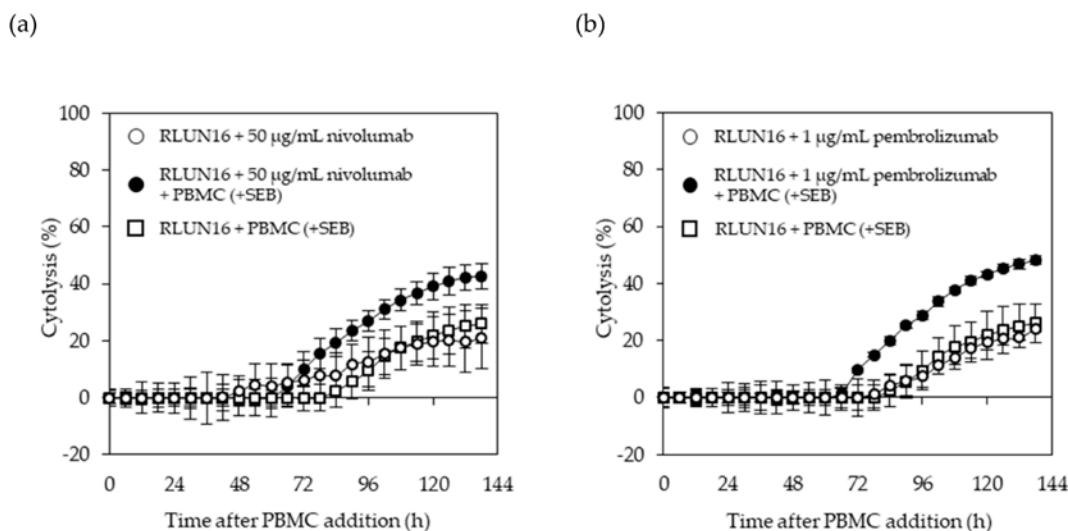 (a)
(b)
100
80
60
40
20
0
-20
Cytolysis (%)
RLUN16 + 50 µg/mL nivolumab
RLUN16 + 50 µg/mL nivolumab
+ PBMC (+SEB)
RLUN16 + PBMC (+SEB)
0 24 48 72 96 120 144
Time after PBMC addition (h)
100
80
60
40
20
0
-20
Cytolysis (%)
RLUN16 + 1 µg/mL pembrolizumab
RLUN16 + 1 µg/mL pembrolizumab
+ PBMC (+SEB)
RLUN16 + PBMC (+SEB)
0 24 48 72 96 120 144
Time after PBMC addition (h)